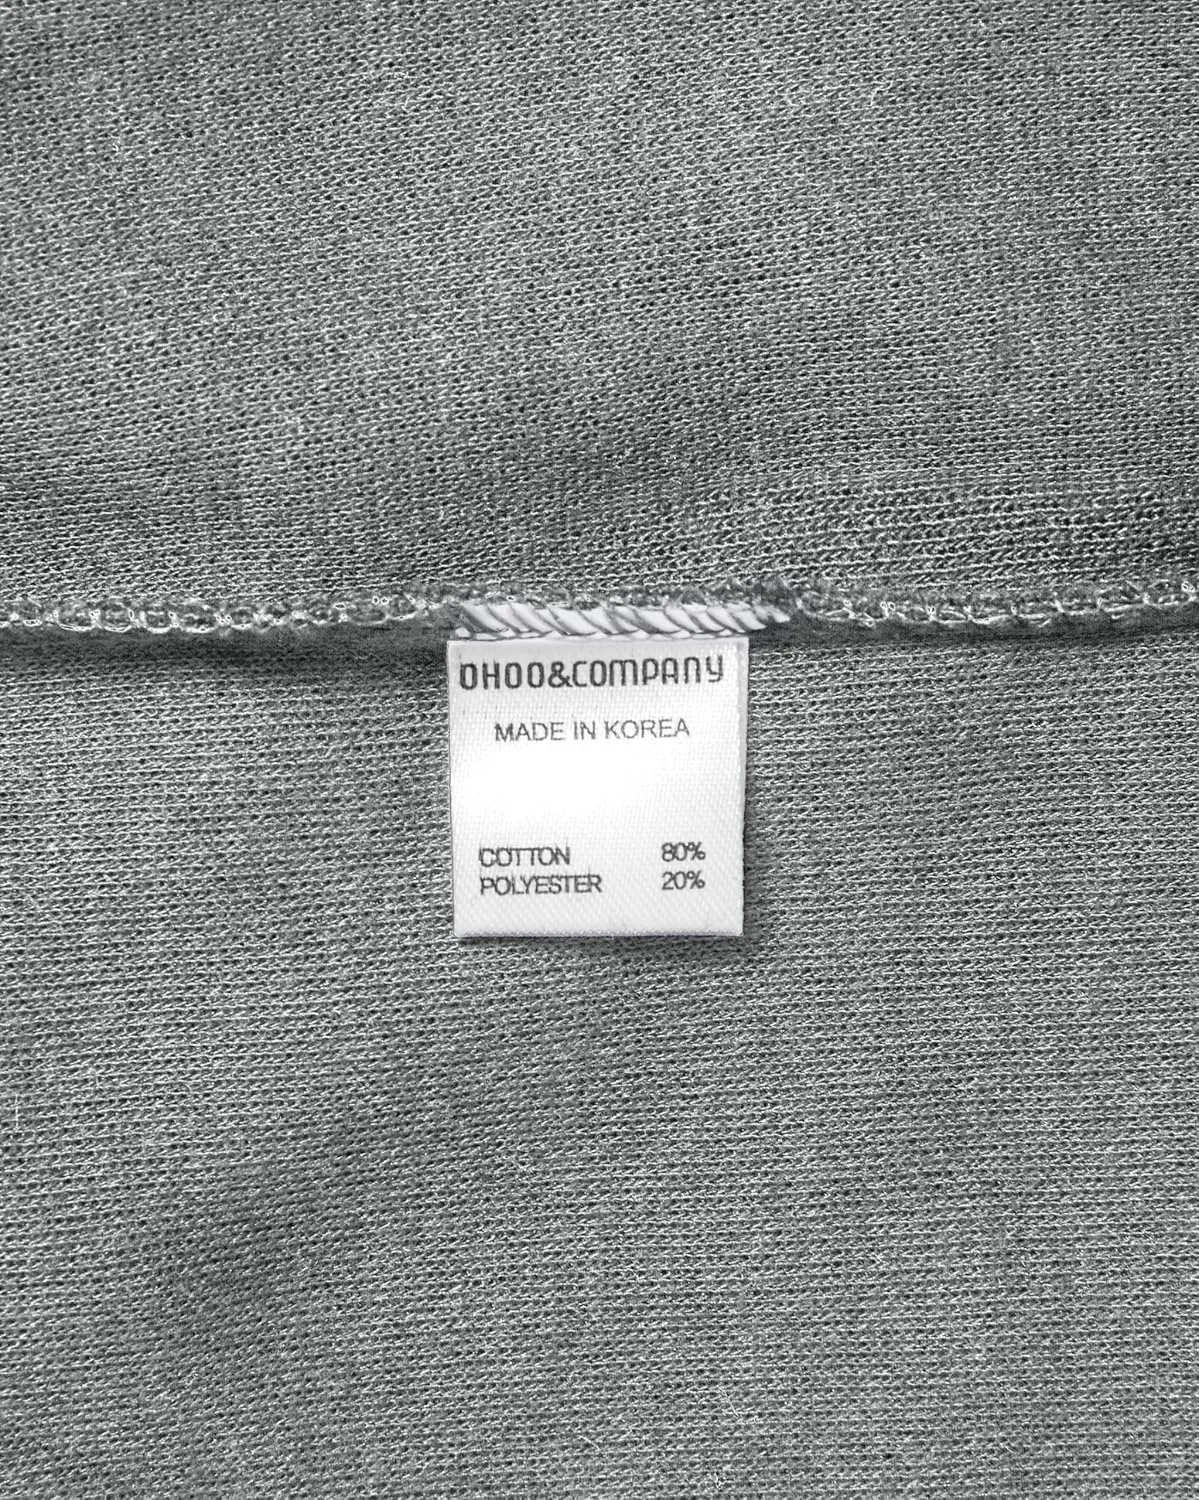 OHOO&COMPANY
MADE IN KOREA
COTTON 80%
POLYESTER 20%